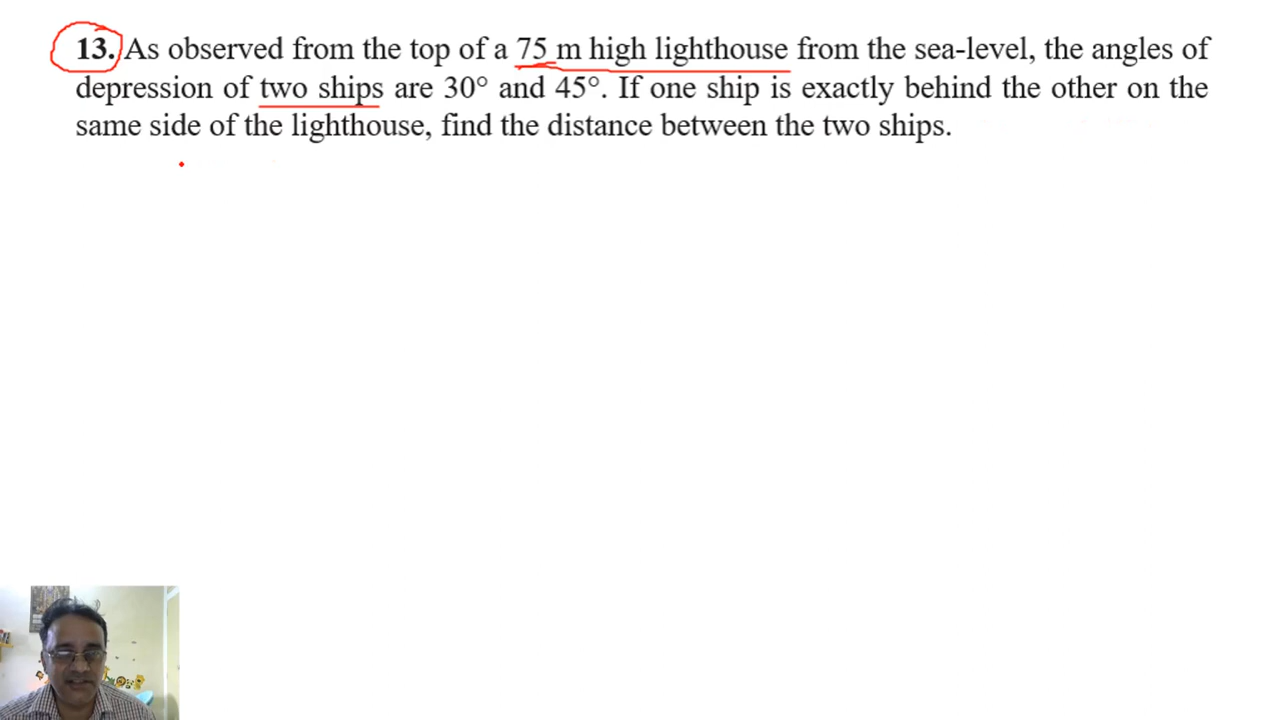 13. As observed from the top of a 75 m high lighthouse from the sea-level, the angles of
depression of two ships are 30° and 45°. If one ship is exactly behind the other on the
same side of the lighthouse, find the distance between the two ships.